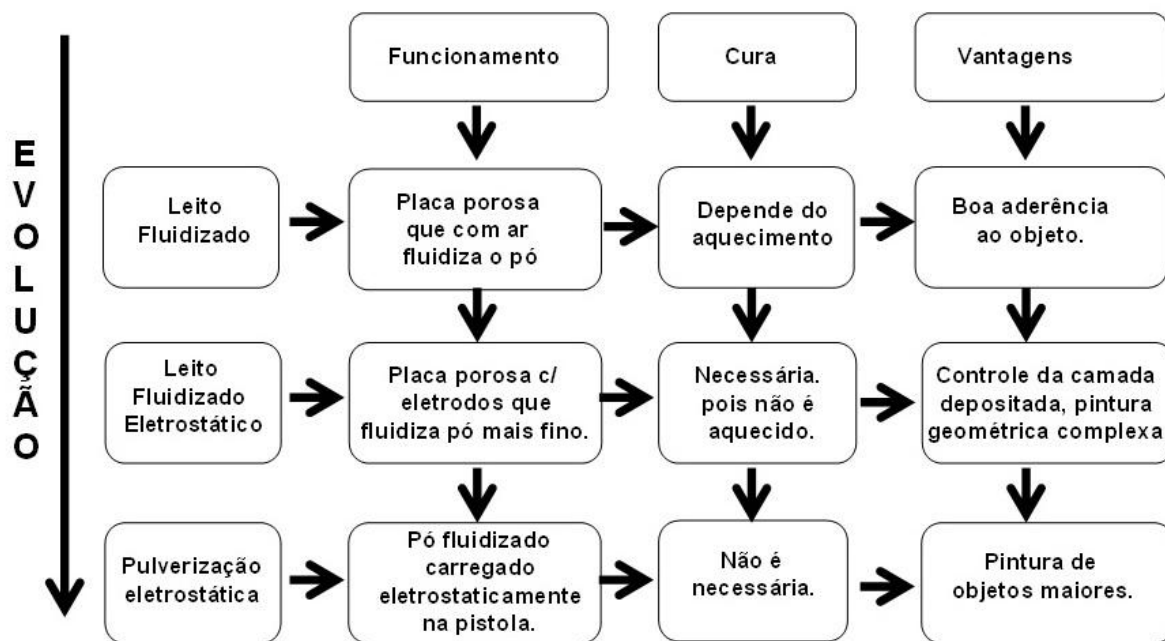 EVOLUÇÃO
Funcionamento
Cura
Vantagens
Leito
Fluidizado
Placa porosa
que com ar
fluidiza o pó
Depende do
aquecimento
Boa aderência
ao objeto.
Leito
Fluidizado
Eletrostático
Placa porosa c/
eletrodos que
fluidiza pó mais fino.
Necessária.
pois não é
aquecido.
Controle da camada
depositada, pintura
geométrica complexa
Pulverização
eletrostática
Pó fluidizado
carregado
eletrostaticamente
na pistola.
Não é
necessária.
Pintura de
objetos maiores.